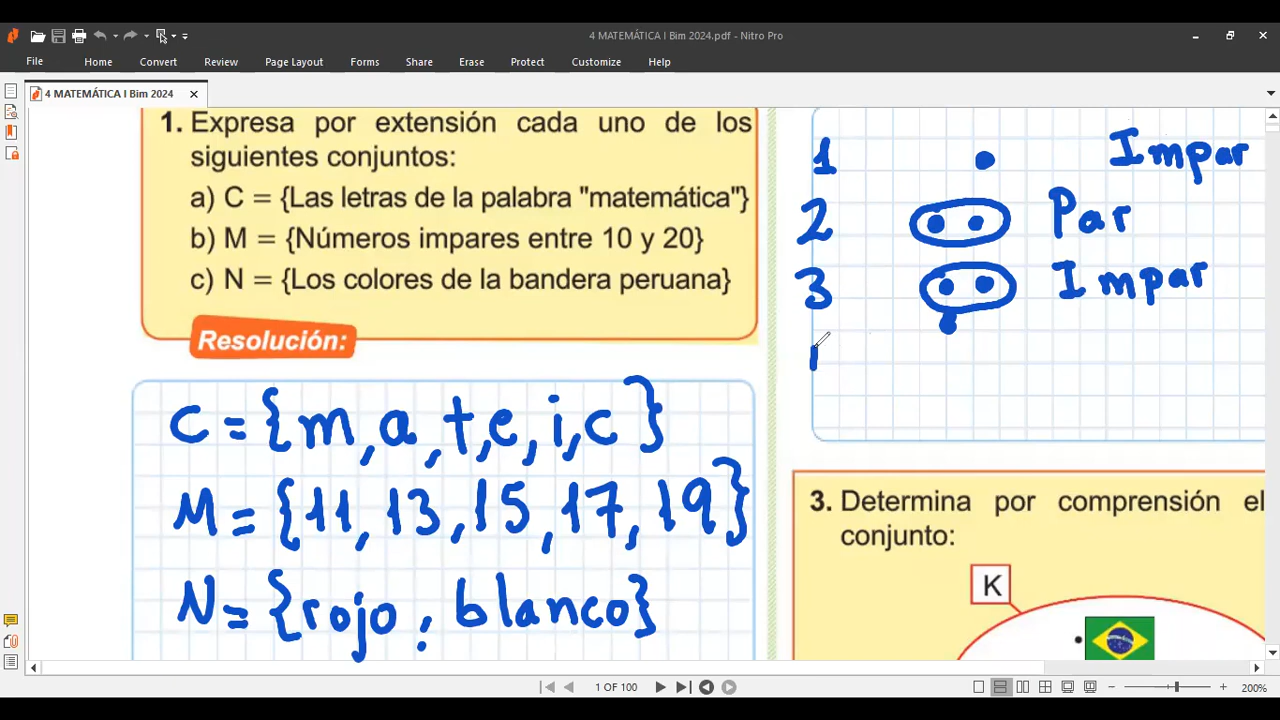 4 MATEMÁTICA I Bim 2024.pdf - Nitro Pro
File Home Convert Review Page Layout Forms Share Erase Protect Customize Help
4 MATEMÁTICA I Bim 2024
1. Expresa por extensión cada uno de los
siguientes conjuntos:
a) C = {Las letras de la palabra "matemática"}
b) M = {Números impares entre 10 y 20}
c) N = {Los colores de la bandera peruana}
Resolución:
C = {m, a, t, e, i, c}
M = {11, 13, 15, 17, 19}
N = {rojo ; blanco}
1 Impar
2 Par
3 Impar
3. Determina por comprensión el
conjunto:
K
1 OF 100
200%